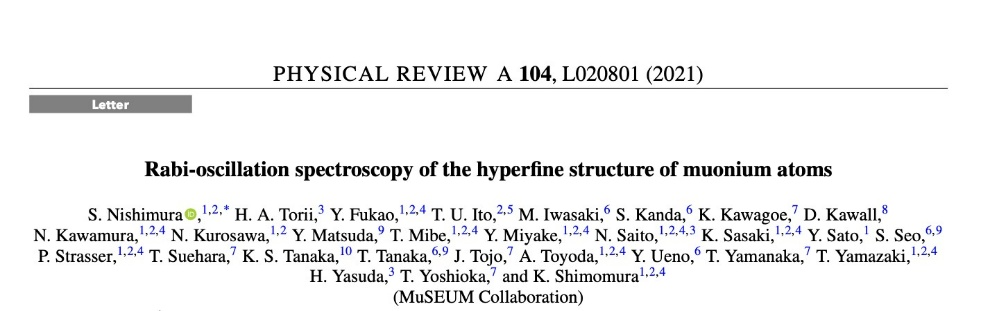 PHYSICAL REVIEW A 104, L020801 (2021)
Letter
Rabi-oscillation spectroscopy of the hyperfine structure of muonium atoms
S. Nishimura,1,2,* H. A. Torii,3 Y. Fukao,1,2,4 T. U. Ito,2,5 M. Iwasaki,6 S. Kanda,6 K. Kawagoe,7 D. Kawall,8
N. Kawamura,1,2,4 N. Kurosawa,1,2 Y. Matsuda,9 T. Mibe,1,2,4 Y. Miyake,1,2,4 N. Saito,1,2,4,3 K. Sasaki,1,2,4 Y. Sato,1 S. Seo,6,9
P. Strasser,1,2,4 T. Suehara,7 K. S. Tanaka,10 T. Tanaka,6,9 J. Tojo,7 A. Toyoda,1,2,4 Y. Ueno,6 T. Yamanaka,7 T. Yamazaki,1,2,4
H. Yasuda,3 T. Yoshioka,7 and K. Shimomura1,2,4
(MuSEUM Collaboration)